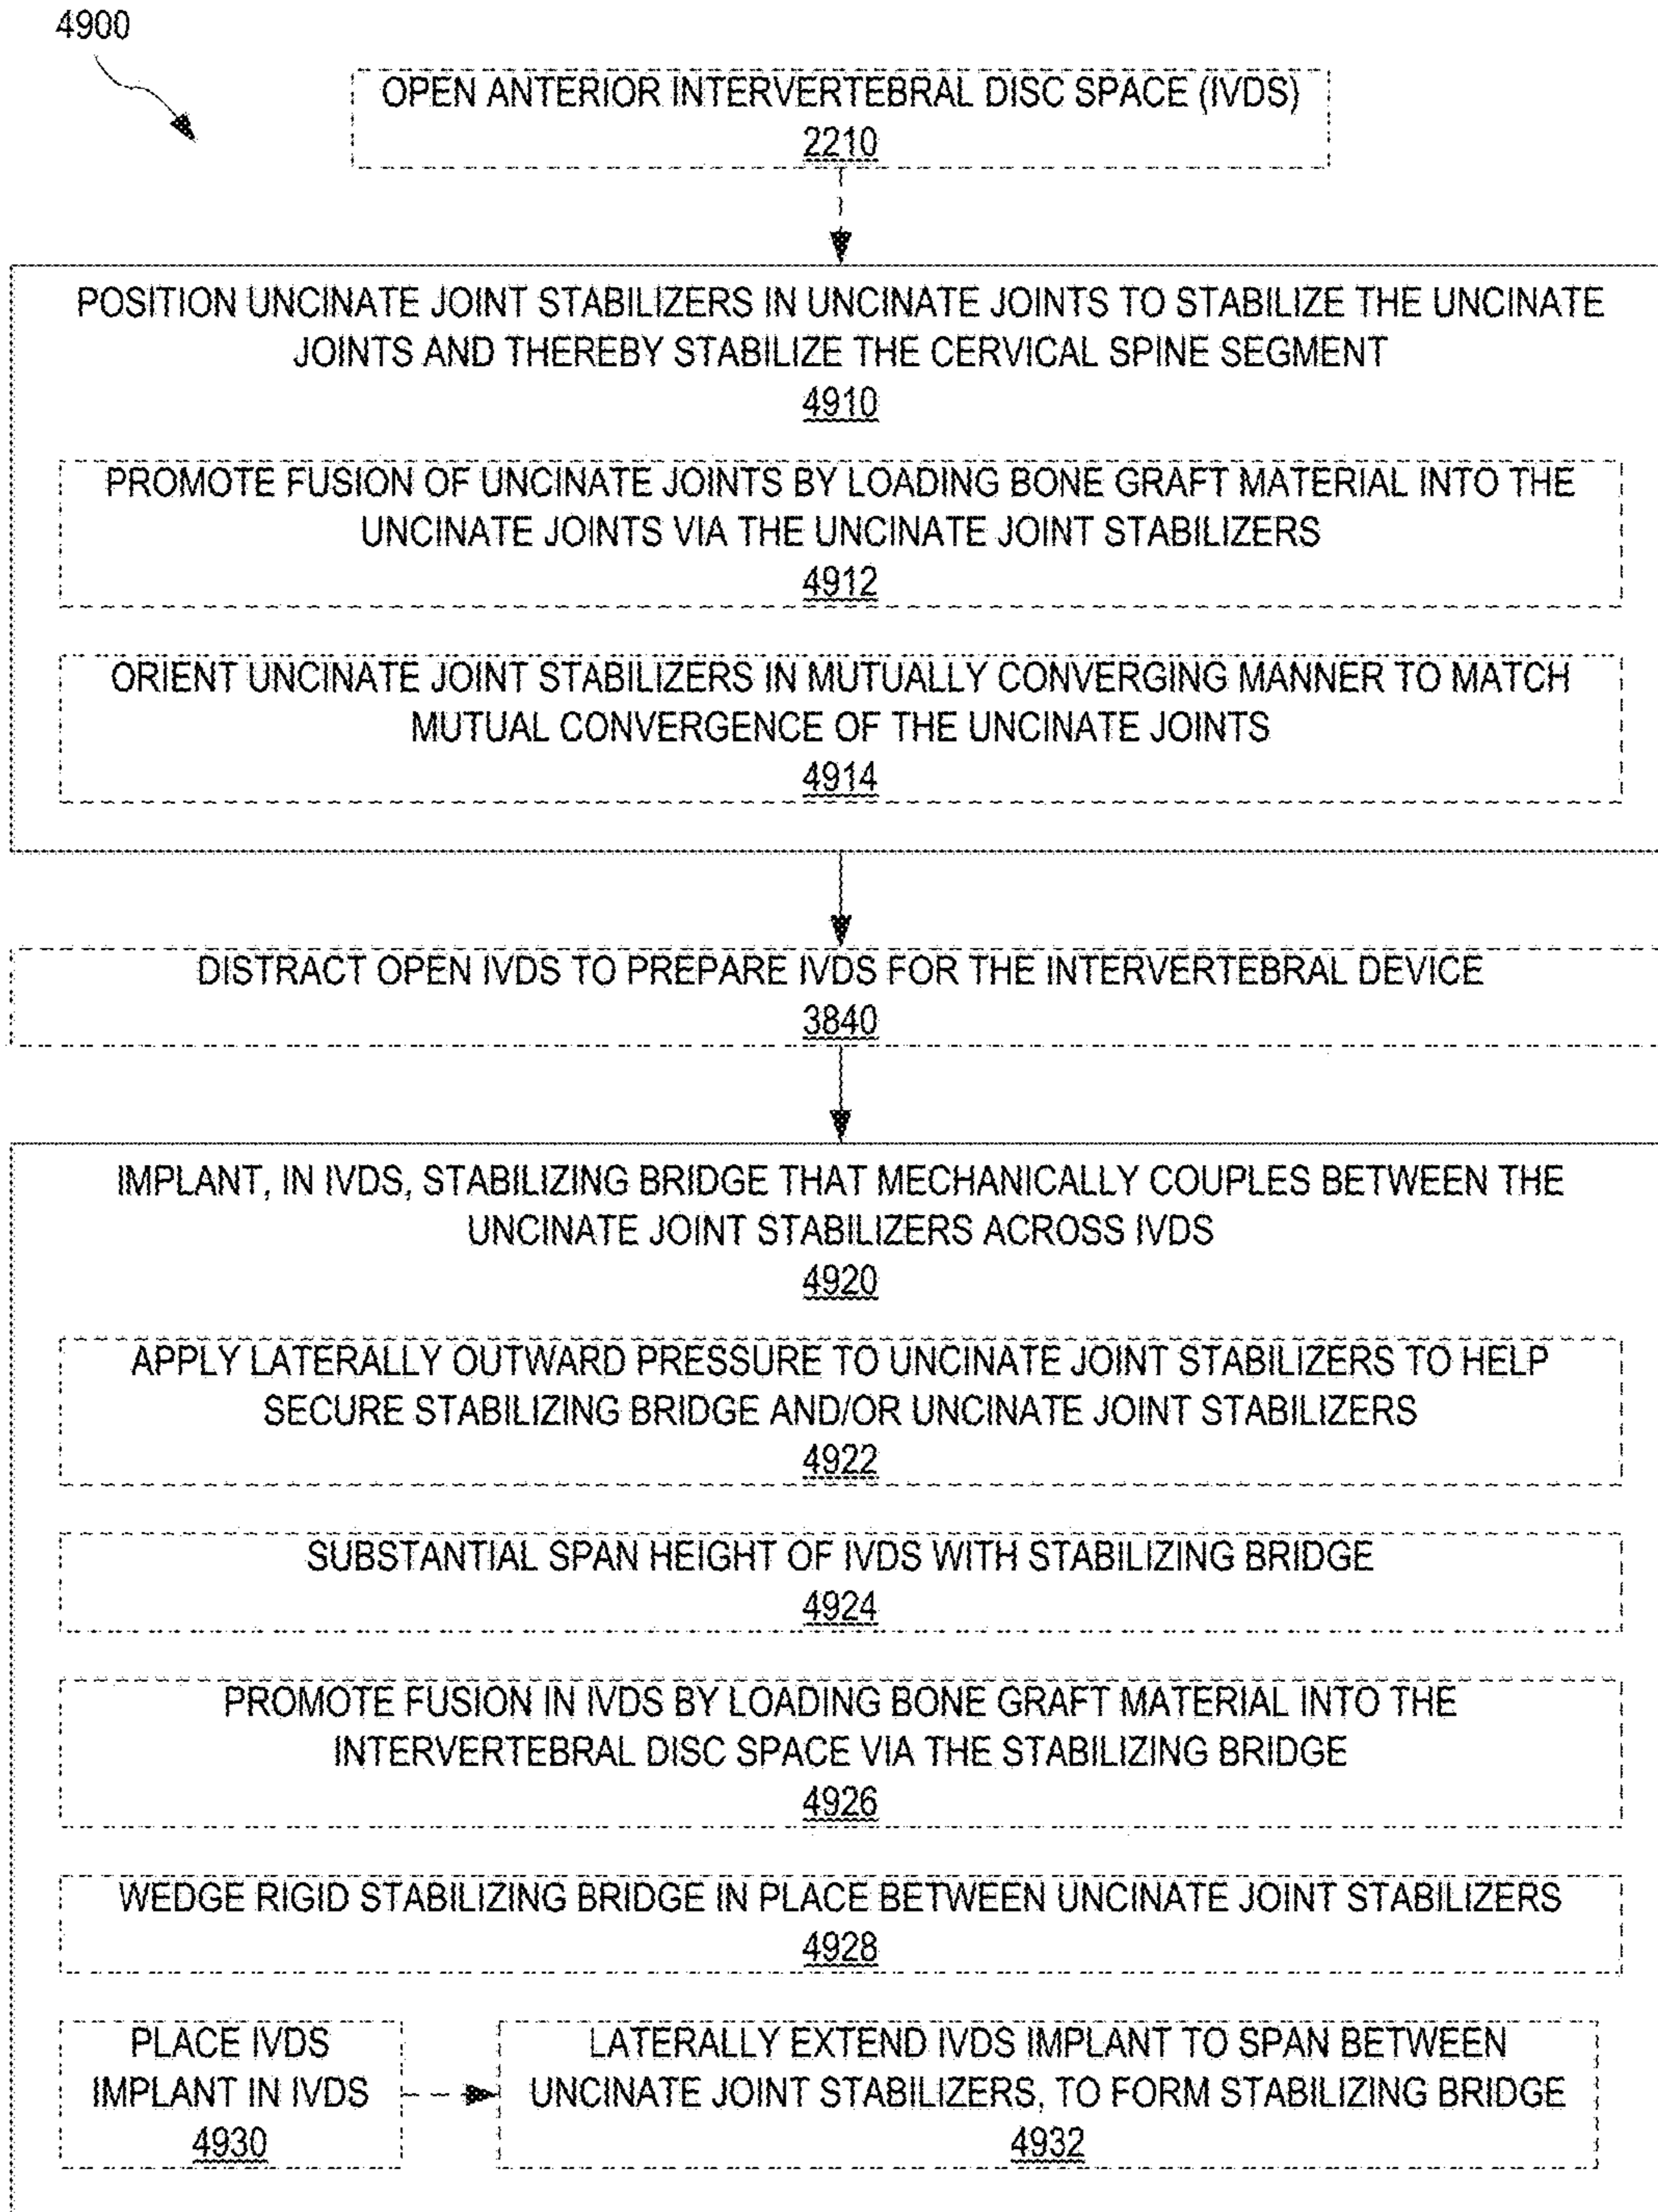 4900
OPEN ANTERIOR INTERVERTEBRAL DISC SPACE (IVDS)
2210
POSITION UNCINATE JOINT STABILIZERS IN UNCINATE JOINTS TO STABILIZE THE UNCINATE
JOINTS AND THEREBY STABILIZE THE CERVICAL SPINE SEGMENT
4910
PROMOTE FUSION OF UNCINATE JOINTS BY LOADING BONE GRAFT MATERIAL INTO THE
UNCINATE JOINTS VIA THE UNCINATE JOINT STABILIZERS
4912
ORIENT UNCINATE JOINT STABILIZERS IN MUTUALLY CONVERGING MANNER TO MATCH
MUTUAL CONVERGENCE OF THE UNCINATE JOINTS
4914
DISTRACT OPEN IVDS TO PREPARE IVDS FOR THE INTERVERTEBRAL DEVICE
3840
IMPLANT, IN IVDS, STABILIZING BRIDGE THAT MECHANICALLY COUPLES BETWEEN THE
UNCINATE JOINT STABILIZERS ACROSS IVDS
4920
APPLY LATERALLY OUTWARD PRESSURE TO UNCINATE JOINT STABILIZERS TO HELP
SECURE STABILIZING BRIDGE AND/OR UNCINATE JOINT STABILIZERS
4922
SUBSTANTIAL SPAN HEIGHT OF IVDS WITH STABILIZING BRIDGE
4924
PROMOTE FUSION IN IVDS BY LOADING BONE GRAFT MATERIAL INTO THE
INTERVERTEBRAL DISC SPACE VIA THE STABILIZING BRIDGE
4926
WEDGE RIGID STABILIZING BRIDGE IN PLACE BETWEEN UNCINATE JOINT STABILIZERS
4928
PLACE IVDS
IMPLANT IN IVDS
4930
LATERALLY EXTEND IVDS IMPLANT TO SPAN BETWEEN
UNCINATE JOINT STABILIZERS, TO FORM STABILIZING BRIDGE
4932